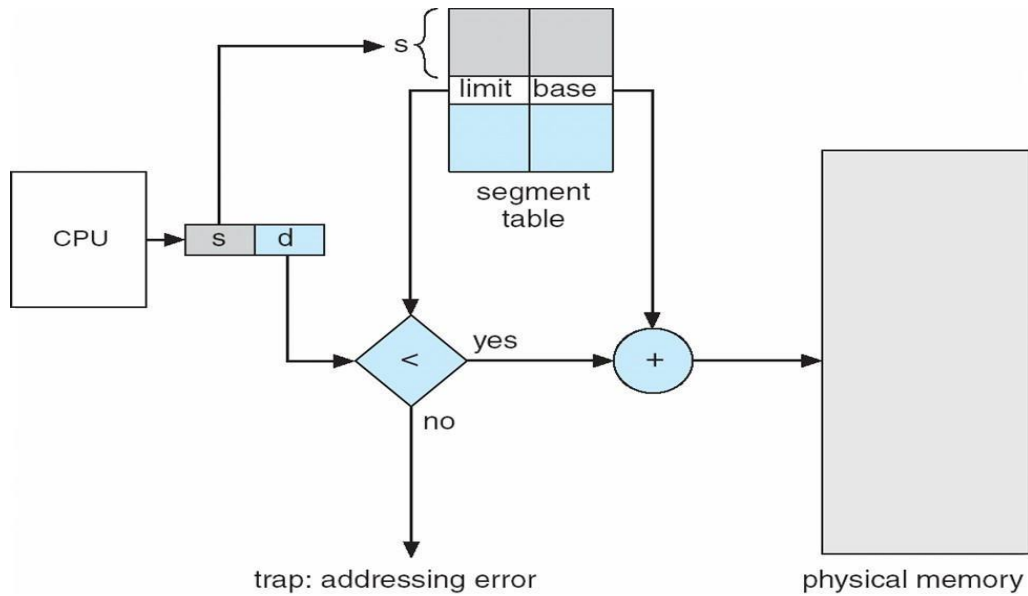 s
limit base
segment
table
CPU
s d
<
yes
+
no
trap: addressing error
physical memory